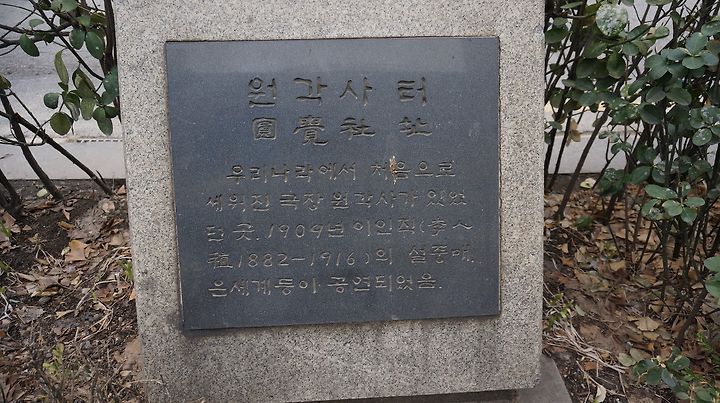 원각사터
圓覺社址
우리나라에서 처음으로
세워진 극장 원각사가 있었
던 곳. 1909년 이인직(李人
稙 1882-1916)의 설중매,
은세계등이 공연되었음.